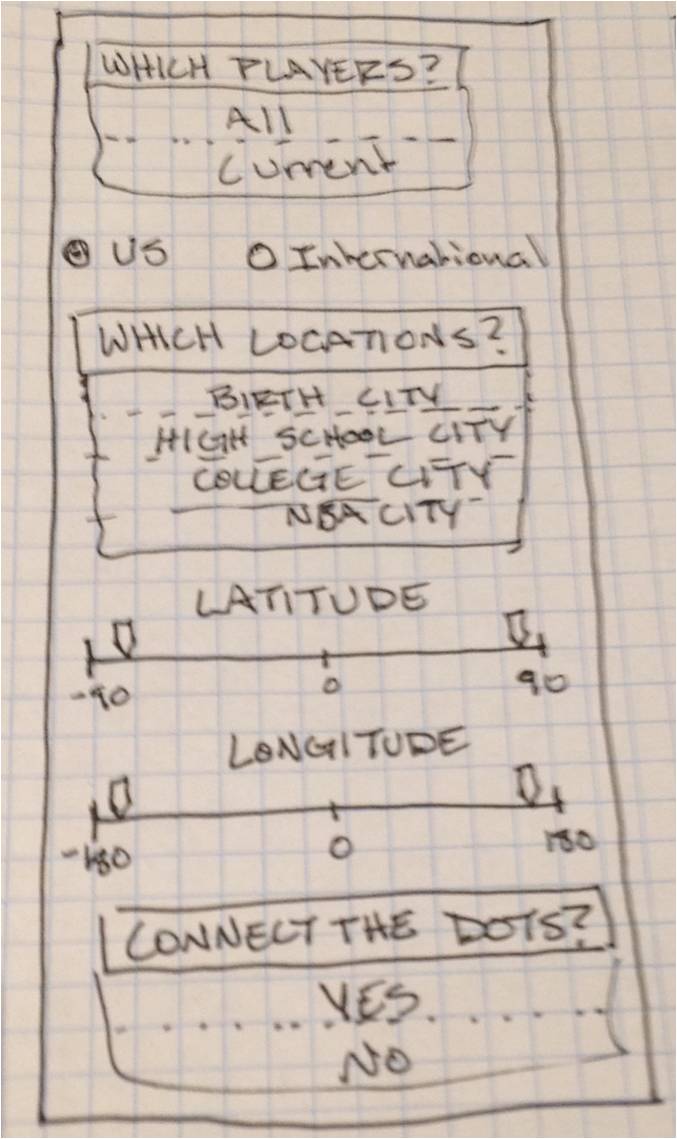 WHICH PLAYERS?
All
Current
US International
WHICH LOCATIONS?
BIRTH CITY
HIGH SCHOOL CITY
COLLEGE CITY
NBA CITY
LATITUDE
-90 0 90
LONGITUDE
-180 0 180
CONNECT THE DOTS?
YES
NO